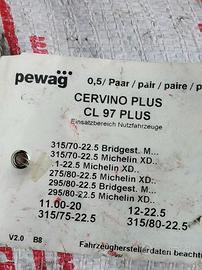 pewag 0,5/ Paar / pair / paire / p
CERVINO PLUS
CL 97 PLUS
Einsatzbereich Nutzfahrzeuge
315/70-22.5 Bridgest. M...
315/70-22.5 Michelin XD..
1-22.5 Michelin XD..
275/80-22.5 Michelin XD..
295/80-22.5 Bridgest. M...
295/80-22.5 Michelin XD..
11.00-20 12-22.5
315/75-22.5 315/80-22.5
V2.0 B8 Fahrzeugherstellerdaten beacht